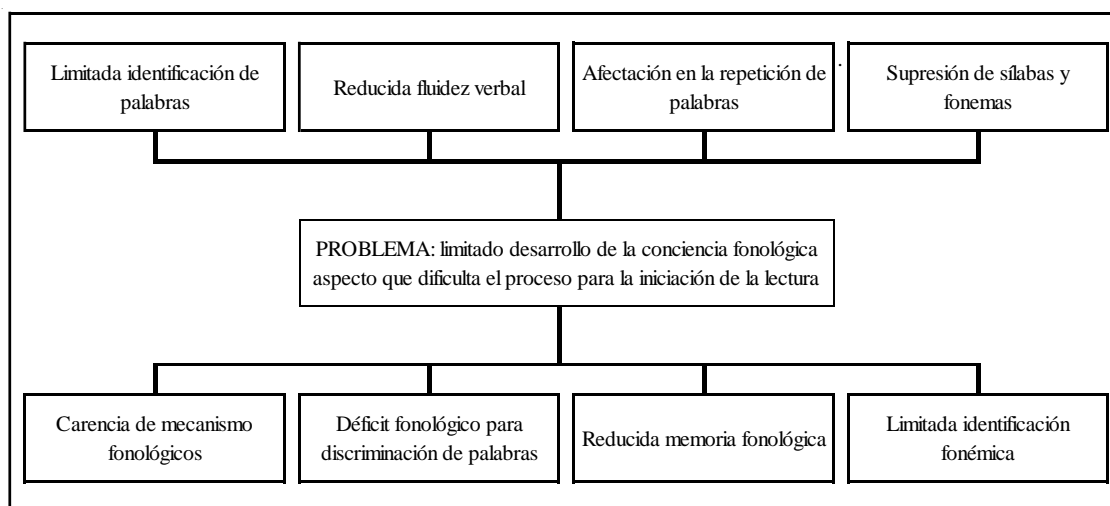 Limitada identificación de
palabras
Reducida fluidez verbal
Afectación en la repetición de
palabras
Supresión de sílabas y
fonemas
PROBLEMA: limitado desarrollo de la conciencia fonológica
aspecto que dificulta el proceso para la iniciación de la lectura
Carencia de mecanismo
fonológicos
Déficit fonológico para
discriminación de palabras
Reducida memoria fonológica
Limitada identificación
fonémica